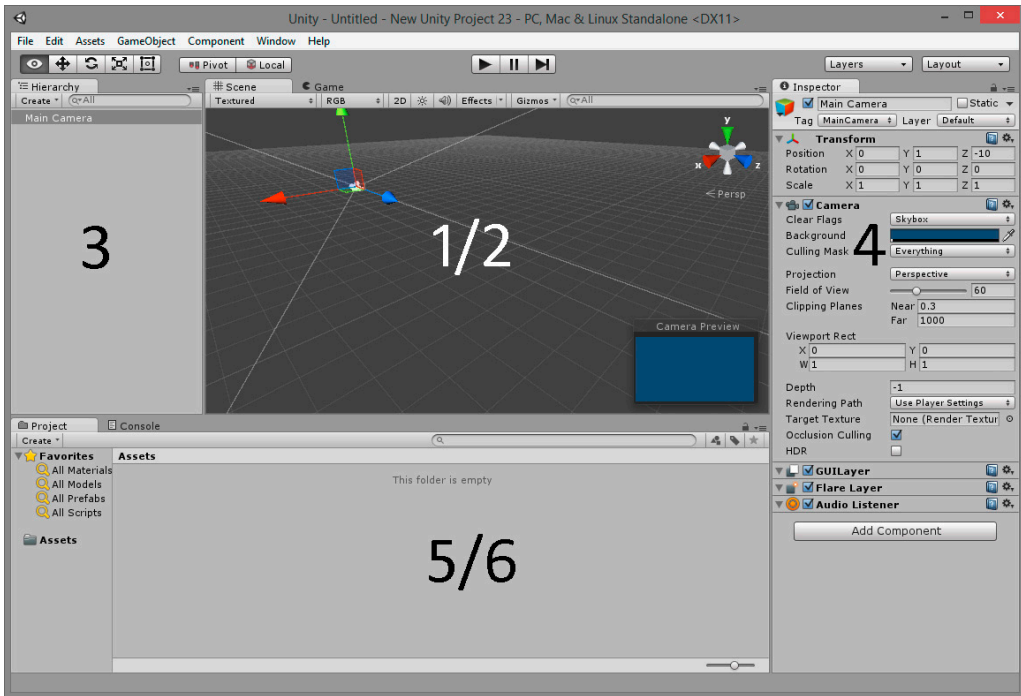 Unity - Untitled - New Unity Project 23 - PC, Mac & Linux Standalone <DX11>
File Edit Assets GameObject Component Window Help
Pivot Local Layers Layout
Hierarchy
Create All
Main Camera
3
Scene Game
Textured RGB 2D Effects Gizmos All
y
x z
Persp
1/2
Camera Preview
Inspector
Main Camera Static
Tag MainCamera Layer Default
Transform
Position X 0 Y 1 Z -10
Rotation X 0 Y 0 Z 0
Scale X 1 Y 1 Z 1
Camera
Clear Flags Skybox
Background
Culling Mask Everything
4
Projection Perspective
Field of View 60
Clipping Planes Near 0.3
Far 1000
Viewport Rect
X 0 Y 0
W 1 H 1
Depth -1
Rendering Path Use Player Settings
Target Texture None (Render Textur
Occlusion Culling
HDR
GUILayer
Flare Layer
Audio Listener
Add Component
Project Console
Create
Favorites
All Materials
All Models
All Prefabs
All Scripts
Assets
Assets
This folder is empty
5/6